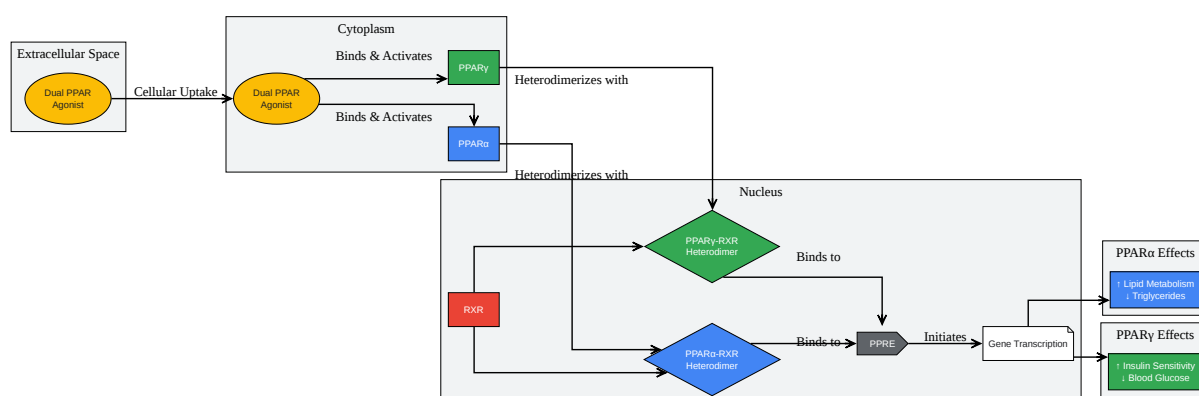 Extracellular Space
Dual PPAR
Agonist
Cellular Uptake
Cytoplasm
Dual PPAR
Agonist
Binds & Activates
Binds & Activates
PPARγ
PPARα
Heterodimerizes with
Heterodimerizes with
Nucleus
RXR
PPARγ-RXR
Heterodimer
PPARα-RXR
Heterodimer
Binds to
Binds to
PPRE
Initiates
Gene Transcription
PPARα Effects
↑ Lipid Metabolism
↓ Triglycerides
PPARγ Effects
↑ Insulin Sensitivity
↓ Blood Glucose